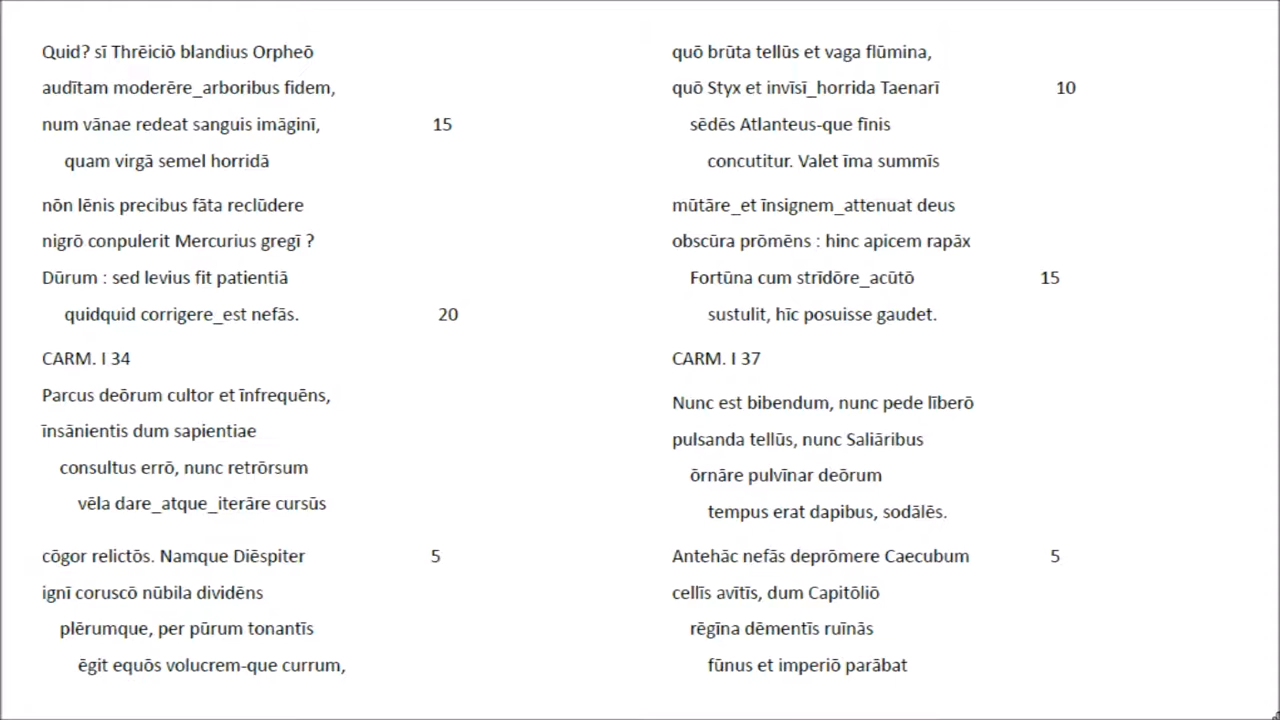 Quid? sī Thrēiciō blandius Orpheō
audītam moderēre_arboribus fidem,
num vānae redeat sanguis imāginī, 15
quam virgā semel horridā
nōn lēnis precibus fāta reclūdere
nigrō conpulerit Mercurius gregī ?
Dūrum : sed levius fit patientiā
quidquid corrigere_est nefās. 20
CARM. I 34
Parcus deōrum cultor et īnfrequēns,
īnsānientis dum sapientiae
consultus errō, nunc retrōrsum
vēla dare_atque_iterāre cursūs
cōgor relictōs. Namque Diēspiter 5
ignī coruscō nūbila dīvidēns
plērumque, per pūrum tonantīs
ēgit equōs volucrem-que currum,
quō brūta tellūs et vaga flūmina,
quō Styx et invīsī_horrida Taenarī 10
sēdēs Atlanteus-que fīnis
concutitur. Valet īma summīs
mūtāre_et īnsignem_attenuat deus
obscūra prōmēns : hinc apicem rapāx
Fortūna cum strīdōre_acūtō 15
sustulit, hīc posuisse gaudet.
CARM. I 37
Nunc est bibendum, nunc pede līberō
pulsanda tellūs, nunc Saliāribus
ōrnāre pulvīnar deōrum
tempus erat dapibus, sodālēs.
Antehāc nefās deprōmere Caecubum 5
cellīs avītīs, dum Capitōliō
rēgīna dēmentīs ruīnās
fūnus et imperiō parābat